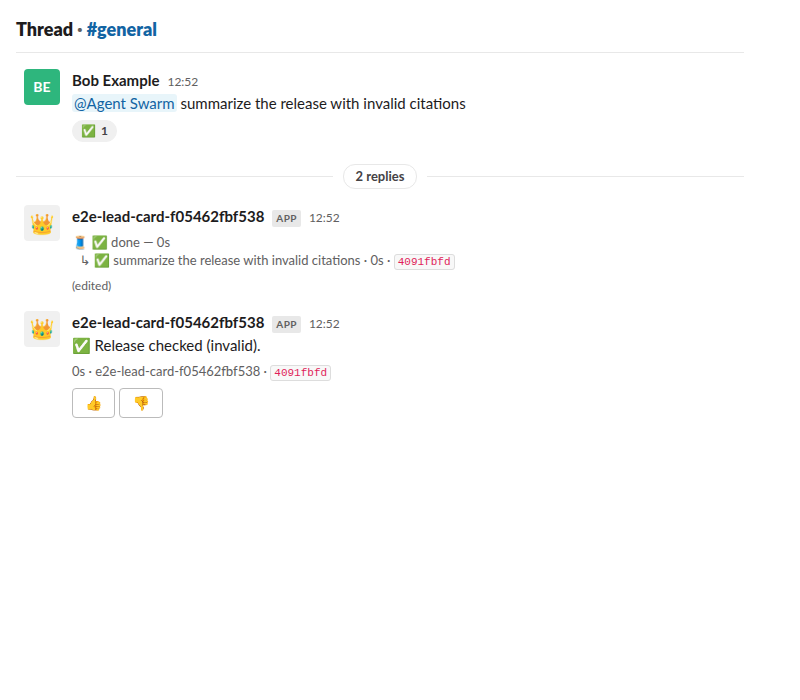 Thread • #general
BE
Bob Example 12:52
@Agent Swarm summarize the release with invalid citations
✅ 1
2 replies
e2e-lead-card-f05462fbf538 APP 12:52
🧵 ✅ done — 0s
↳ ✅ summarize the release with invalid citations · 0s · 4091fbfd
(edited)
e2e-lead-card-f05462fbf538 APP 12:52
✅ Release checked (invalid).
0s · e2e-lead-card-f05462fbf538 · 4091fbfd
👍 👎